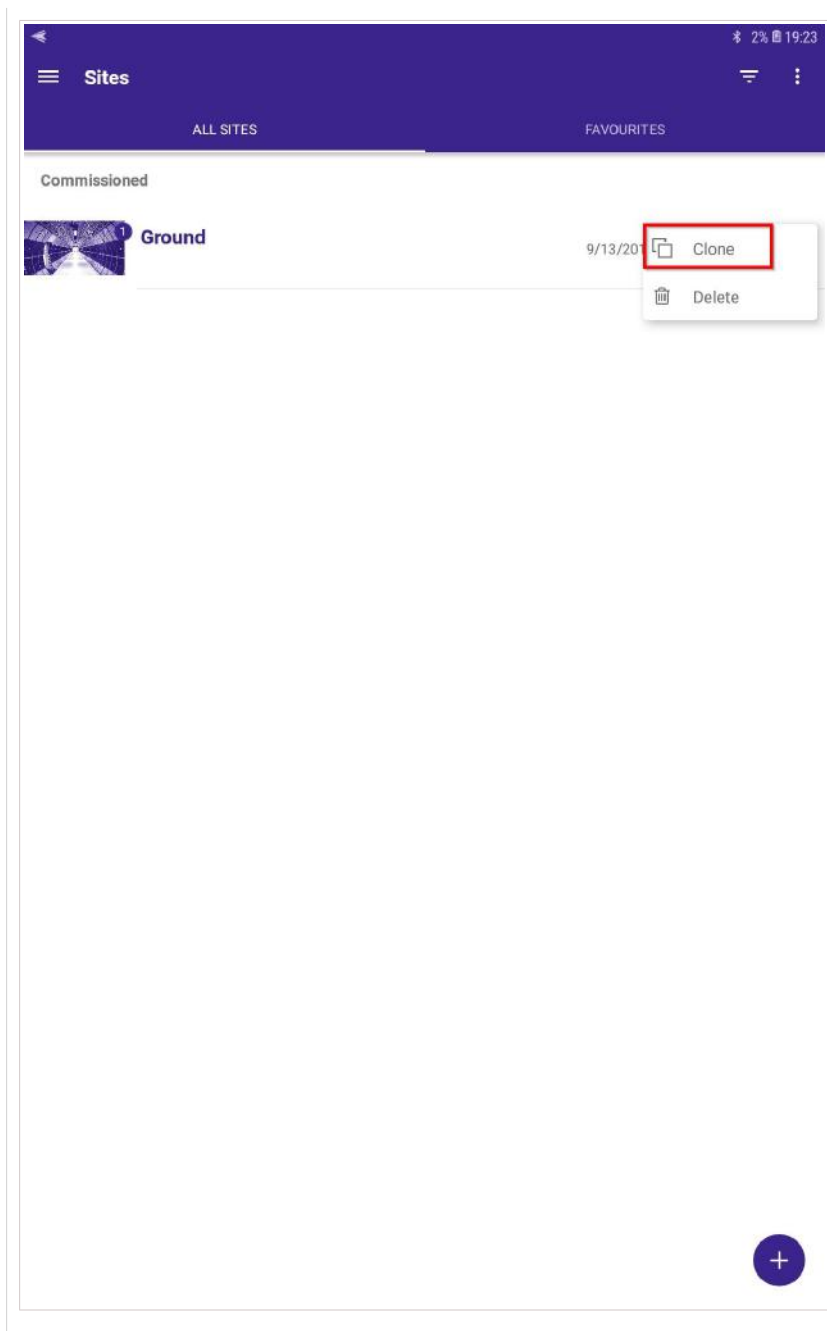 2% 19:23
Sites
ALL SITES FAVOURITES
Commissioned
1
Ground
9/13/201 Clone
Delete